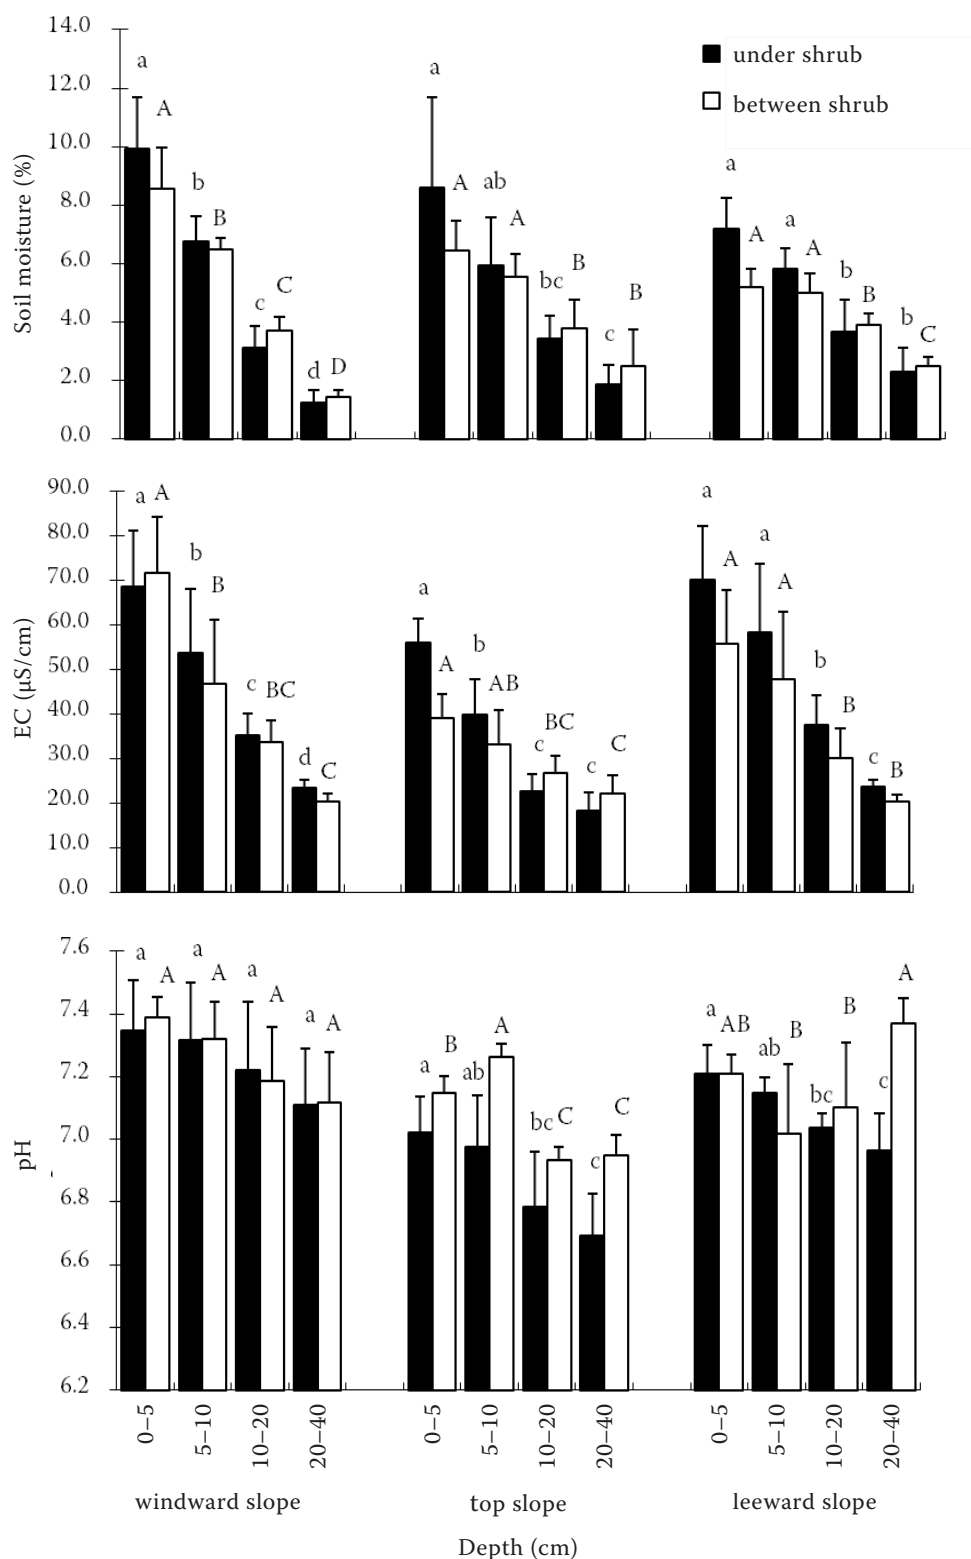 14.0
12.0
10.0
8.0
6.0
4.0
2.0
0.0
Soil moisture (%)
under shrub
between shrub
a A b B c C d D
a A ab A bc B c B
a A a A b B b C
90.0
80.0
70.0
60.0
50.0
40.0
30.0
20.0
10.0
0.0
EC (µS/cm)
a A b B c BC d C
a A b AB c BC c C
a A a A b B c B
7.6
7.4
7.2
7.0
6.8
6.6
6.4
6.2
pH
a A a A a A a A
a B ab A bc C c C
a AB ab B bc B c A
0–5 5–10 10–20 20–40
0–5 5–10 10–20 20–40
0–5 5–10 10–20 20–40
windward slope top slope leeward slope
Depth (cm)